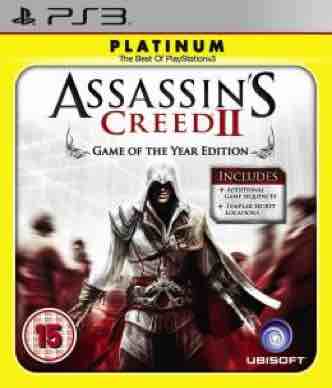 PS3
PLATINUM
The Best Of PlayStation®3
ASSASSIN'S
CREED II
GAME OF THE YEAR EDITION
INCLUDES
• ADDITIONAL
GAME SEQUENCES
• TEMPLAR SECRET
LOCATIONS
15
UBISOFT